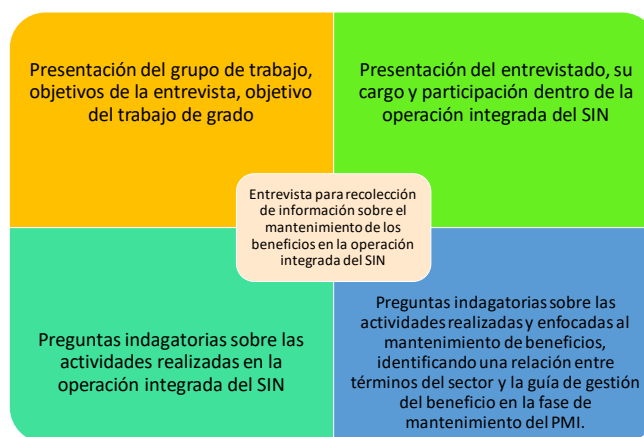 Presentación del grupo de trabajo,
objetivos de la entrevista, objetivo
del trabajo de grado
Presentación del entrevistado, su
cargo y participación dentro de la
operación integrada del SIN
Entrevista para recolección
de información sobre el
mantenimiento de los
beneficios en la operación
integrada del SIN
Preguntas indagatorias sobre las
actividades realizadas en la
operación integrada del SIN
Preguntas indagatorias sobre las
actividades realizadas y enfocadas al
mantenimiento de beneficios,
identificando una relación entre
términos del sector y la guía de gestión
del beneficio en la fase de
mantenimiento del PMI.